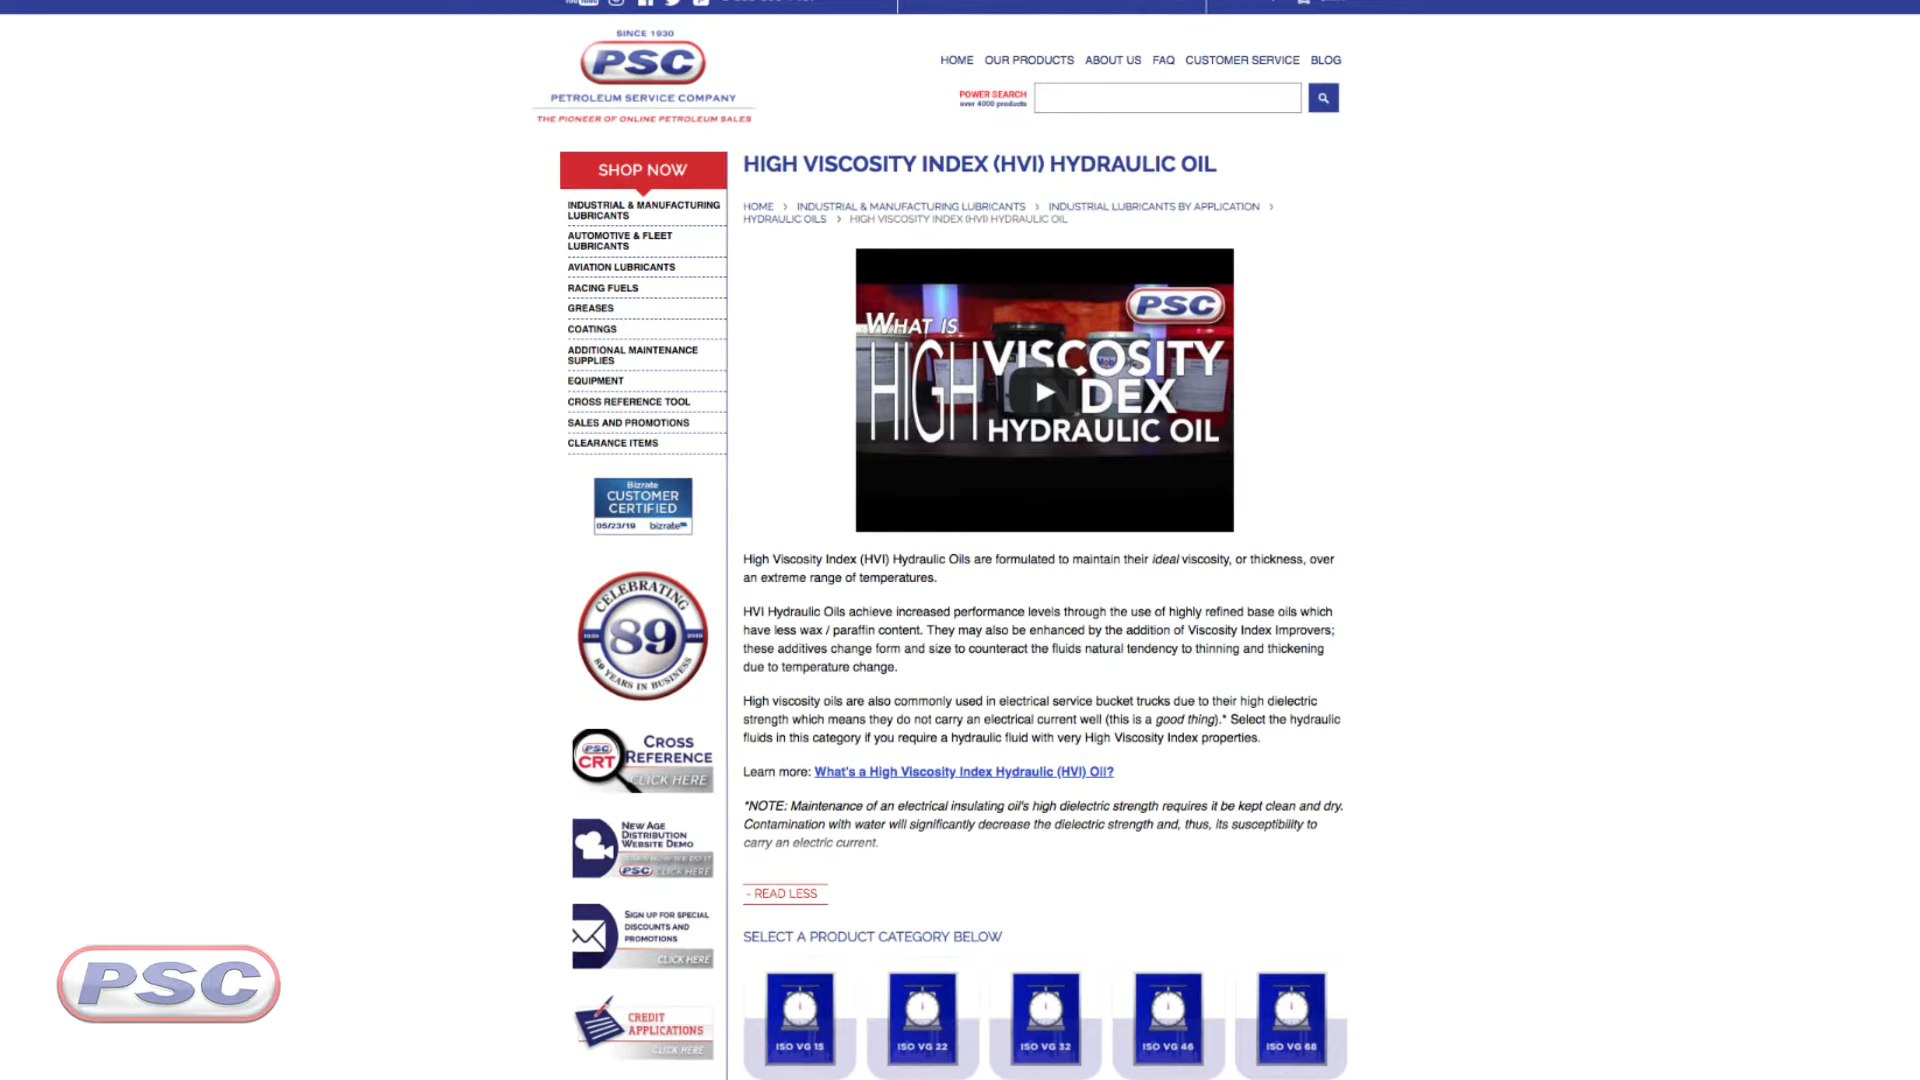 SINCE 1930
PSC
PETROLEUM SERVICE COMPANY
THE PIONEER OF ONLINE PETROLEUM SALES
HOME OUR PRODUCTS ABOUT US FAQ CUSTOMER SERVICE BLOG
POWER SEARCH
over 4000 products
SHOP NOW
INDUSTRIAL & MANUFACTURING
LUBRICANTS
AUTOMOTIVE & FLEET
LUBRICANTS
AVIATION LUBRICANTS
RACING FUELS
GREASES
COATINGS
ADDITIONAL MAINTENANCE
SUPPLIES
EQUIPMENT
CROSS REFERENCE TOOL
SALES AND PROMOTIONS
CLEARANCE ITEMS
Bizrate
CUSTOMER
CERTIFIED
05/23/19 bizrate
CELEBRATING
1930 89 2019
89 YEARS IN BUSINESS
PSC
CRT
CROSS
REFERENCE
CLICK HERE
NEW AGE
DISTRIBUTION
WEBSITE DEMO
LEARN HOW WE DO IT
PSC CLICK HERE
SIGN UP FOR SPECIAL
DISCOUNTS AND
PROMOTIONS
CLICK HERE
CREDIT
APPLICATIONS
CLICK HERE
HIGH VISCOSITY INDEX (HVI) HYDRAULIC OIL
HOME > INDUSTRIAL & MANUFACTURING LUBRICANTS > INDUSTRIAL LUBRICANTS BY APPLICATION >
HYDRAULIC OILS > HIGH VISCOSITY INDEX (HVI) HYDRAULIC OIL
PSC
WHAT IS
HIGH VISCOSITY
INDEX
HYDRAULIC OIL
High Viscosity Index (HVI) Hydraulic Oils are formulated to maintain their ideal viscosity, or thickness, over
an extreme range of temperatures.
HVI Hydraulic Oils achieve increased performance levels through the use of highly refined base oils which
have less wax / paraffin content. They may also be enhanced by the addition of Viscosity Index Improvers;
these additives change form and size to counteract the fluids natural tendency to thinning and thickening
due to temperature change.
High viscosity oils are also commonly used in electrical service bucket trucks due to their high dielectric
strength which means they do not carry an electrical current well (this is a good thing).* Select the hydraulic
fluids in this category if you require a hydraulic fluid with very High Viscosity Index properties.
Learn more: What's a High Viscosity Index Hydraulic (HVI) Oil?
*NOTE: Maintenance of an electrical insulating oil's high dielectric strength requires it be kept clean and dry.
Contamination with water will significantly decrease the dielectric strength and, thus, its susceptibility to
carry an electric current.
- READ LESS
SELECT A PRODUCT CATEGORY BELOW
ISO VG 15 ISO VG 22 ISO VG 32 ISO VG 46 ISO VG 68
PSC